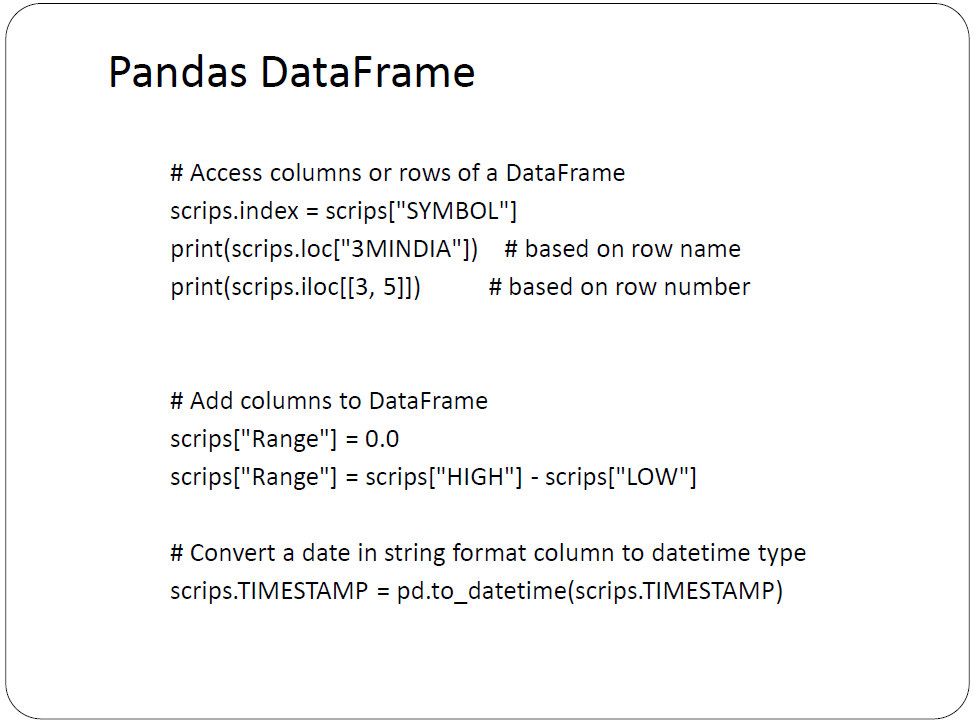 Pandas DataFrame
# Access columns or rows of a DataFrame
scrips.index = scrips["SYMBOL"]
print(scrips.loc["3MINDIA"])    # based on row name
print(scrips.iloc[[3, 5]])          # based on row number
# Add columns to DataFrame
scrips["Range"] = 0.0
scrips["Range"] = scrips["HIGH"] - scrips["LOW"]
# Convert a date in string format column to datetime type
scrips.TIMESTAMP = pd.to_datetime(scrips.TIMESTAMP)